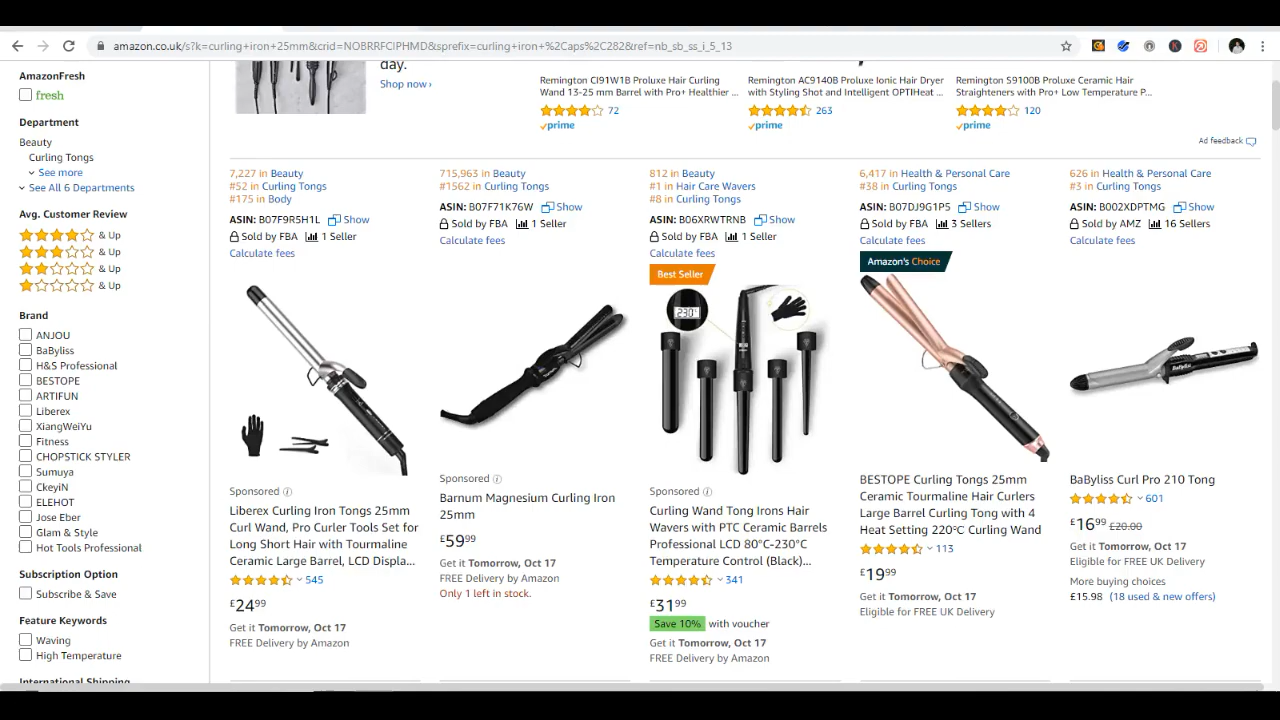 amazon.co.uk/s?k=curling+iron+25mm&crid=NOBRRFCIPHMD&sprefix=curling+iron+%2Caps%2C282&ref=nb_sb_ss_i_5_13
AmazonFresh
fresh
Department
Beauty
Curling Tongs
See more
See All 6 Departments
Avg. Customer Review
& Up
& Up
& Up
& Up
Brand
ANJOU
BaByliss
H&S Professional
BESTOPE
ARTIFUN
Liberex
XiangWeiYu
Fitness
CHOPSTICK STYLER
Sumuya
CkeyiN
ELEHOT
Jose Eber
Glam & Style
Hot Tools Professional
Subscription Option
Subscribe & Save
Feature Keywords
Waving
High Temperature
International Shipping
day.
Shop now ›
Remington CI91W1B Proluxe Hair Curling
Wand 13-25 mm Barrel with Pro+ Healthier ...
72
prime
Remington AC9140B Proluxe Ionic Hair Dryer
with Styling Shot and Intelligent OPTIHeat ...
263
prime
Remington S9100B Proluxe Ceramic Hair
Straighteners with Pro+ Low Temperature P...
120
prime
Ad feedback
7,227 in Beauty
#52 in Curling Tongs
#175 in Body
ASIN: B07F9R5H1L Show
Sold by FBA 1 Seller
Calculate fees
Sponsored
Liberex Curling Iron Tongs 25mm
Curl Wand, Pro Curler Tools Set for
Long Short Hair with Tourmaline
Ceramic Large Barrel, LCD Displa...
545
£24.99
Get it Tomorrow, Oct 17
FREE Delivery by Amazon
715,963 in Beauty
#1562 in Curling Tongs
ASIN: B07F71K76W Show
Sold by FBA 1 Seller
Calculate fees
Sponsored
Barnum Magnesium Curling Iron
25mm
£59.99
Get it Tomorrow, Oct 17
FREE Delivery by Amazon
Only 1 left in stock.
812 in Beauty
#1 in Hair Care Wavers
#8 in Curling Tongs
ASIN: B06XRWTRNB Show
Sold by FBA 1 Seller
Calculate fees
Best Seller
230°
Sponsored
Curling Wand Tong Irons Hair
Wavers with PTC Ceramic Barrels
Professional LCD 80°C-230°C
Temperature Control (Black)...
341
£31.99
Save 10% with voucher
Get it Tomorrow, Oct 17
FREE Delivery by Amazon
6,417 in Health & Personal Care
#38 in Curling Tongs
ASIN: B07DJ9G1P5 Show
Sold by FBA 3 Sellers
Calculate fees
Amazon's Choice
BESTOPE Curling Tongs 25mm
Ceramic Tourmaline Hair Curlers
Large Barrel Curling Tong with 4
Heat Setting 220℃ Curling Wand
113
£19.99
Get it Tomorrow, Oct 17
Eligible for FREE UK Delivery
626 in Health & Personal Care
#3 in Curling Tongs
ASIN: B002XDPTMG Show
Sold by AMZ 16 Sellers
Calculate fees
BaByliss
BaByliss Curl Pro 210 Tong
601
£16.99 £20.00
Get it Tomorrow, Oct 17
Eligible for FREE UK Delivery
More buying choices
£15.98 (18 used & new offers)